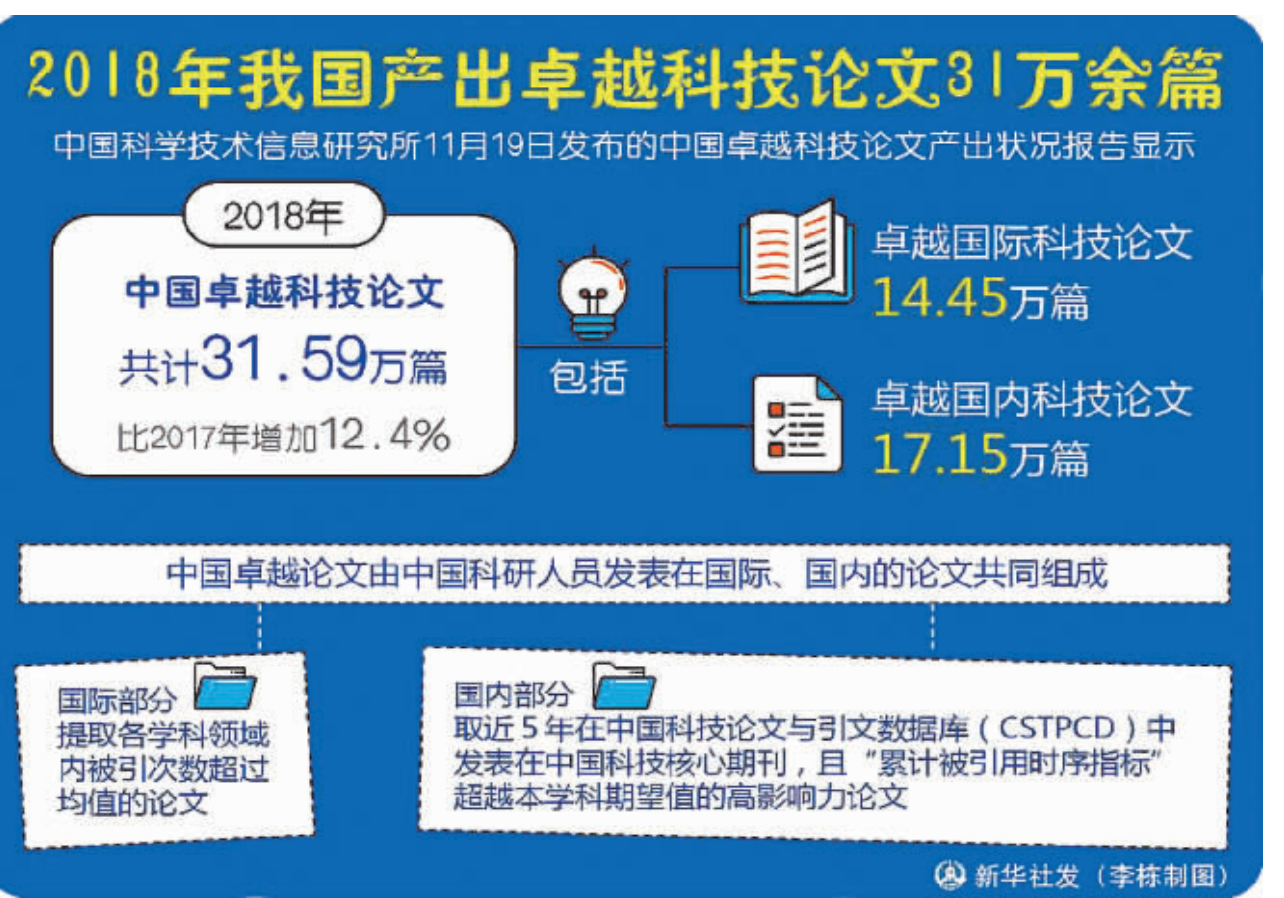 2018年我国产出卓越科技论文31万余篇
中国科学技术信息研究所11月19日发布的中国卓越科技论文产出状况报告显示
2018年
中国卓越科技论文
共计31.59万篇
比2017年增加12.4%
包括
卓越国际科技论文
14.45万篇
卓越国内科技论文
17.15万篇
中国卓越论文由中国科研人员发表在国际、国内的论文共同组成
国际部分
提取各学科领域
内被引次数超过
均值的论文
国内部分
取近5年在中国科技论文与引文数据库(CSTPCD)中
发表在中国科技核心期刊,且“累计被引用时序指标”
超越本学科期望值的高影响力论文
新华社发(李栋制图)